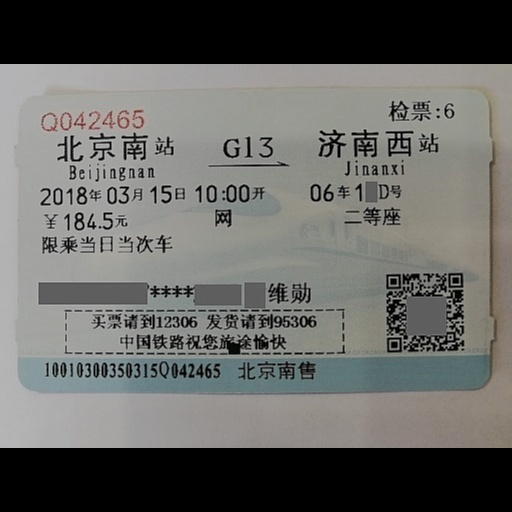 Q042465
检票:6
北京南站 G13 济南西站
Beijingnan Jinanxi
2018年03月15日10:00开 06车1D号
￥184.5元 网 二等座
限乘当日当次车
****维勋
买票请到12306 发货请到95306
中国铁路祝您旅途愉快
10010300350315Q042465 北京南售